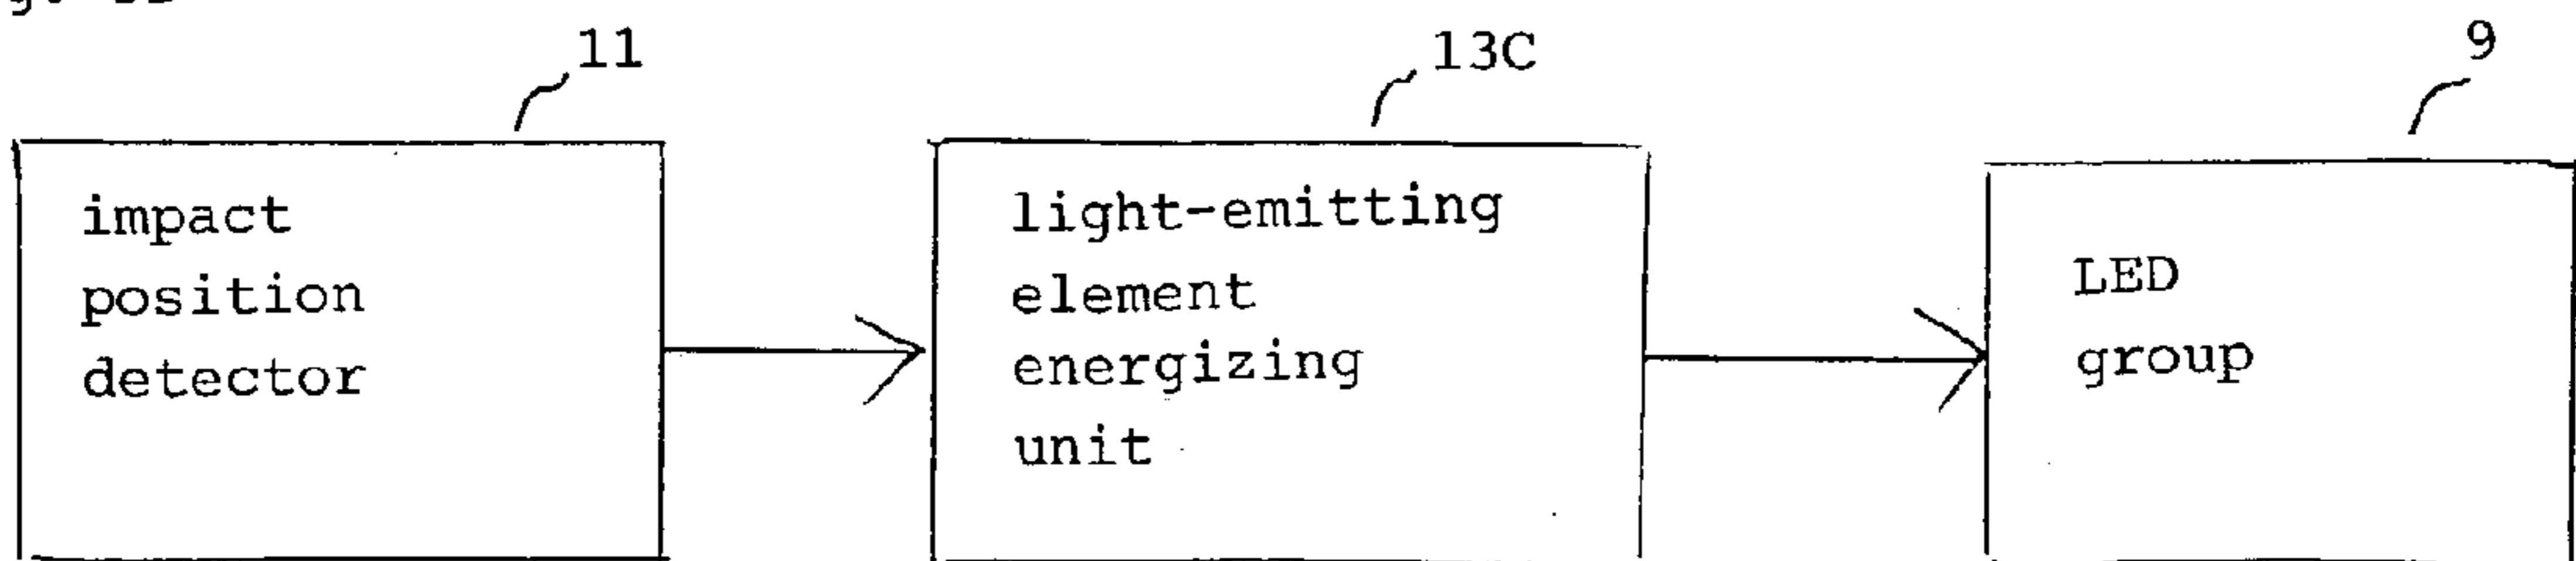 11
13C
9
impact
position
detector
light-emitting
element
energizing
unit
LED
group